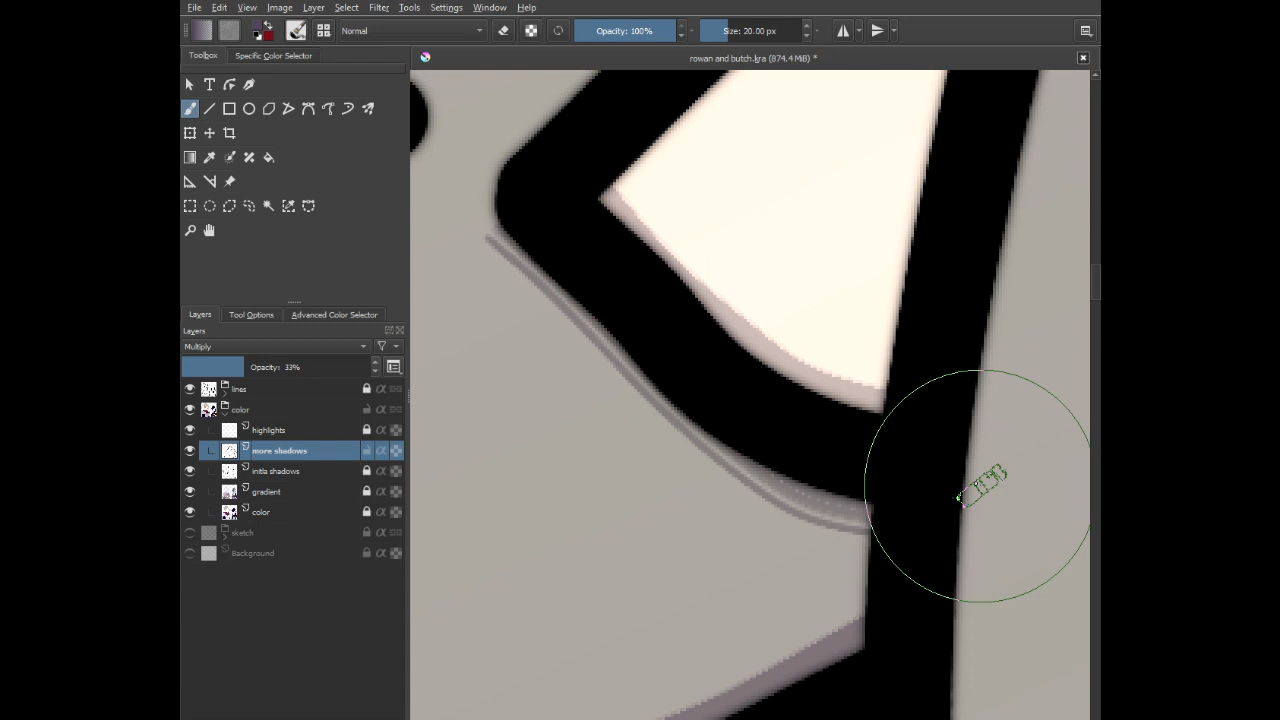 File Edit View Image Layer Select Filter Tools Settings Window Help
Normal Opacity: 100% Size: 20.00 px
Toolbox Specific Color Selector
rowan and butch.kra (874.4 MiB) *
Layers Tool Options Advanced Color Selector
Layers
Multiply
Opacity: 33%
lines
color
highlights
more shadows
initla shadows
gradient
color
sketch
Background